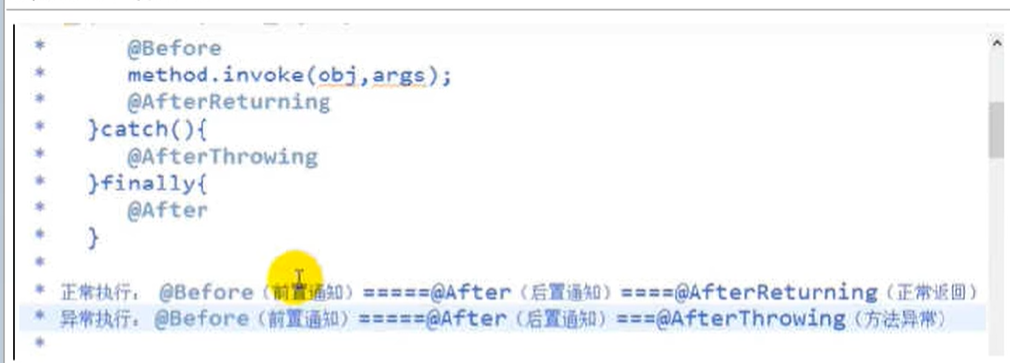 * @Before
* method.invoke(obj,args);
* @AfterReturning
* }catch(){
* @AfterThrowing
* }finally{
* @After
* }
*
* 正常执行： @Before（前置通知）=====@After（后置通知）====@AfterReturning（正常返回）
* 异常执行： @Before（前置通知）=====@After（后置通知）===@AfterThrowing（方法异常）
*